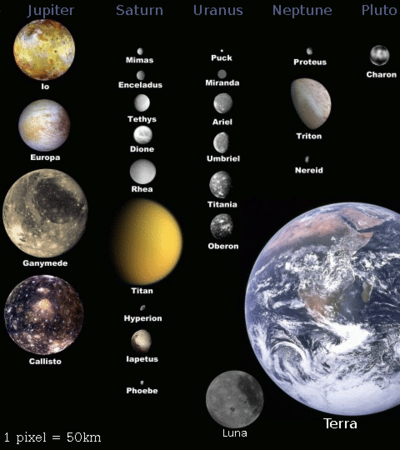 Jupiter
Saturn
Uranus
Neptune
Pluto
Io
Europa
Ganymede
Callisto
Mimas
Enceladus
Tethys
Dione
Rhea
Titan
Hyperion
Iapetus
Phoebe
Puck
Miranda
Ariel
Umbriel
Titania
Oberon
Proteus
Triton
Nereid
Charon
Luna
Terra
1 pixel = 50km